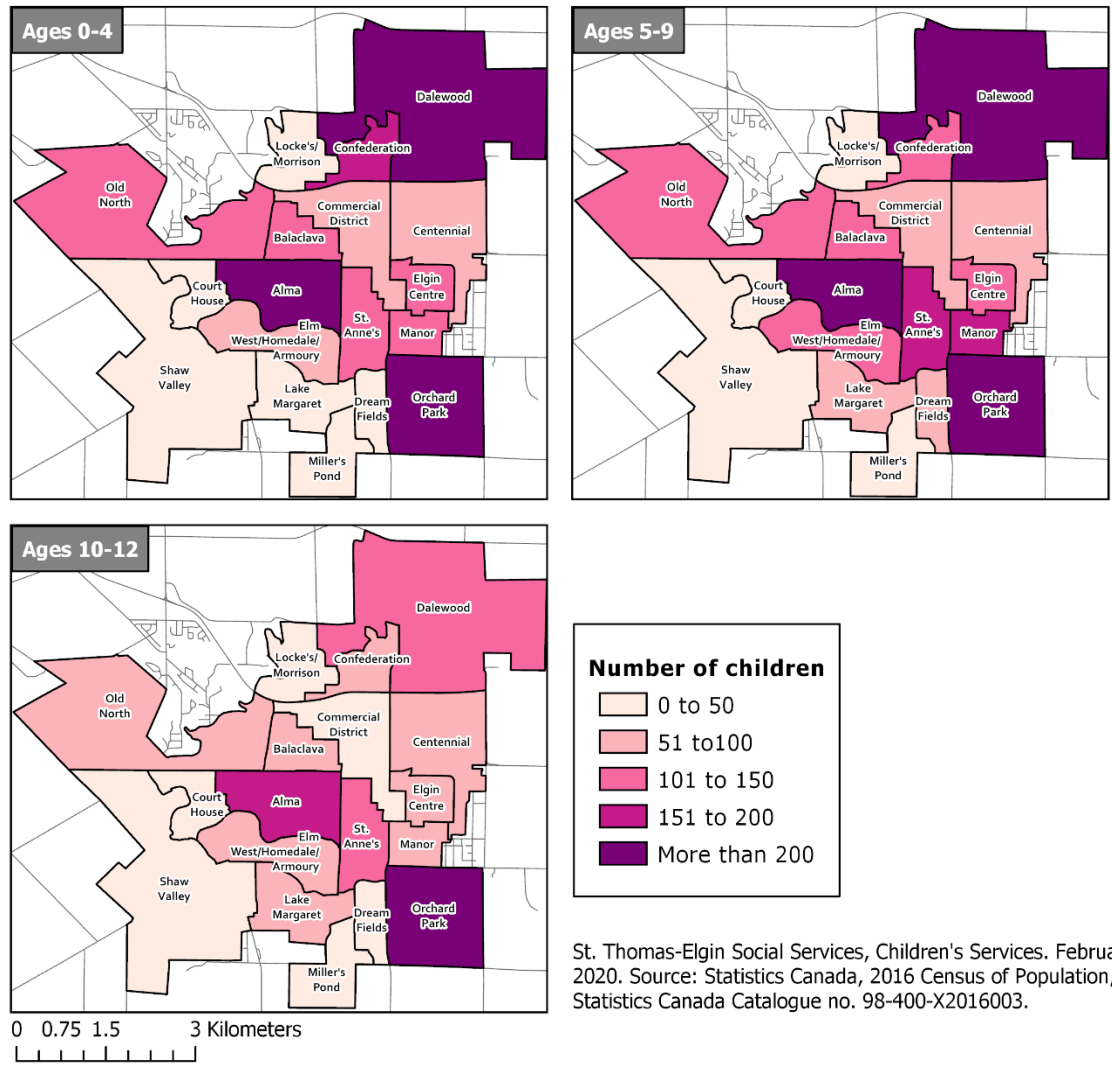 Ages 0-4
Dalewood
Locke's/
Morrison
Confederation
Old
North
Commercial
District
Balaclava
Centennial
Court
House
Alma
Elgin
Centre
Elm
West/Homedale/
Armoury
St.
Anne's
Manor
Shaw
Valley
Lake
Margaret
Dream
Fields
Orchard
Park
Miller's
Pond
Ages 5-9
Dalewood
Locke's/
Morrison
Confederation
Old
North
Commercial
District
Balaclava
Centennial
Court
House
Alma
Elgin
Centre
Elm
West/Homedale/
Armoury
St.
Anne's
Manor
Shaw
Valley
Lake
Margaret
Dream
Fields
Orchard
Park
Miller's
Pond
Ages 10-12
Dalewood
Locke's/
Morrison
Confederation
Old
North
Commercial
District
Balaclava
Centennial
Court
House
Alma
Elgin
Centre
Elm
West/Homedale/
Armoury
St.
Anne's
Manor
Shaw
Valley
Lake
Margaret
Dream
Fields
Orchard
Park
Miller's
Pond
0 0.75 1.5 3 Kilometers
Number of children
0 to 50
51 to100
101 to 150
151 to 200
More than 200
St. Thomas-Elgin Social Services, Children's Services. Februa
2020. Source: Statistics Canada, 2016 Census of Population,
Statistics Canada Catalogue no. 98-400-X2016003.